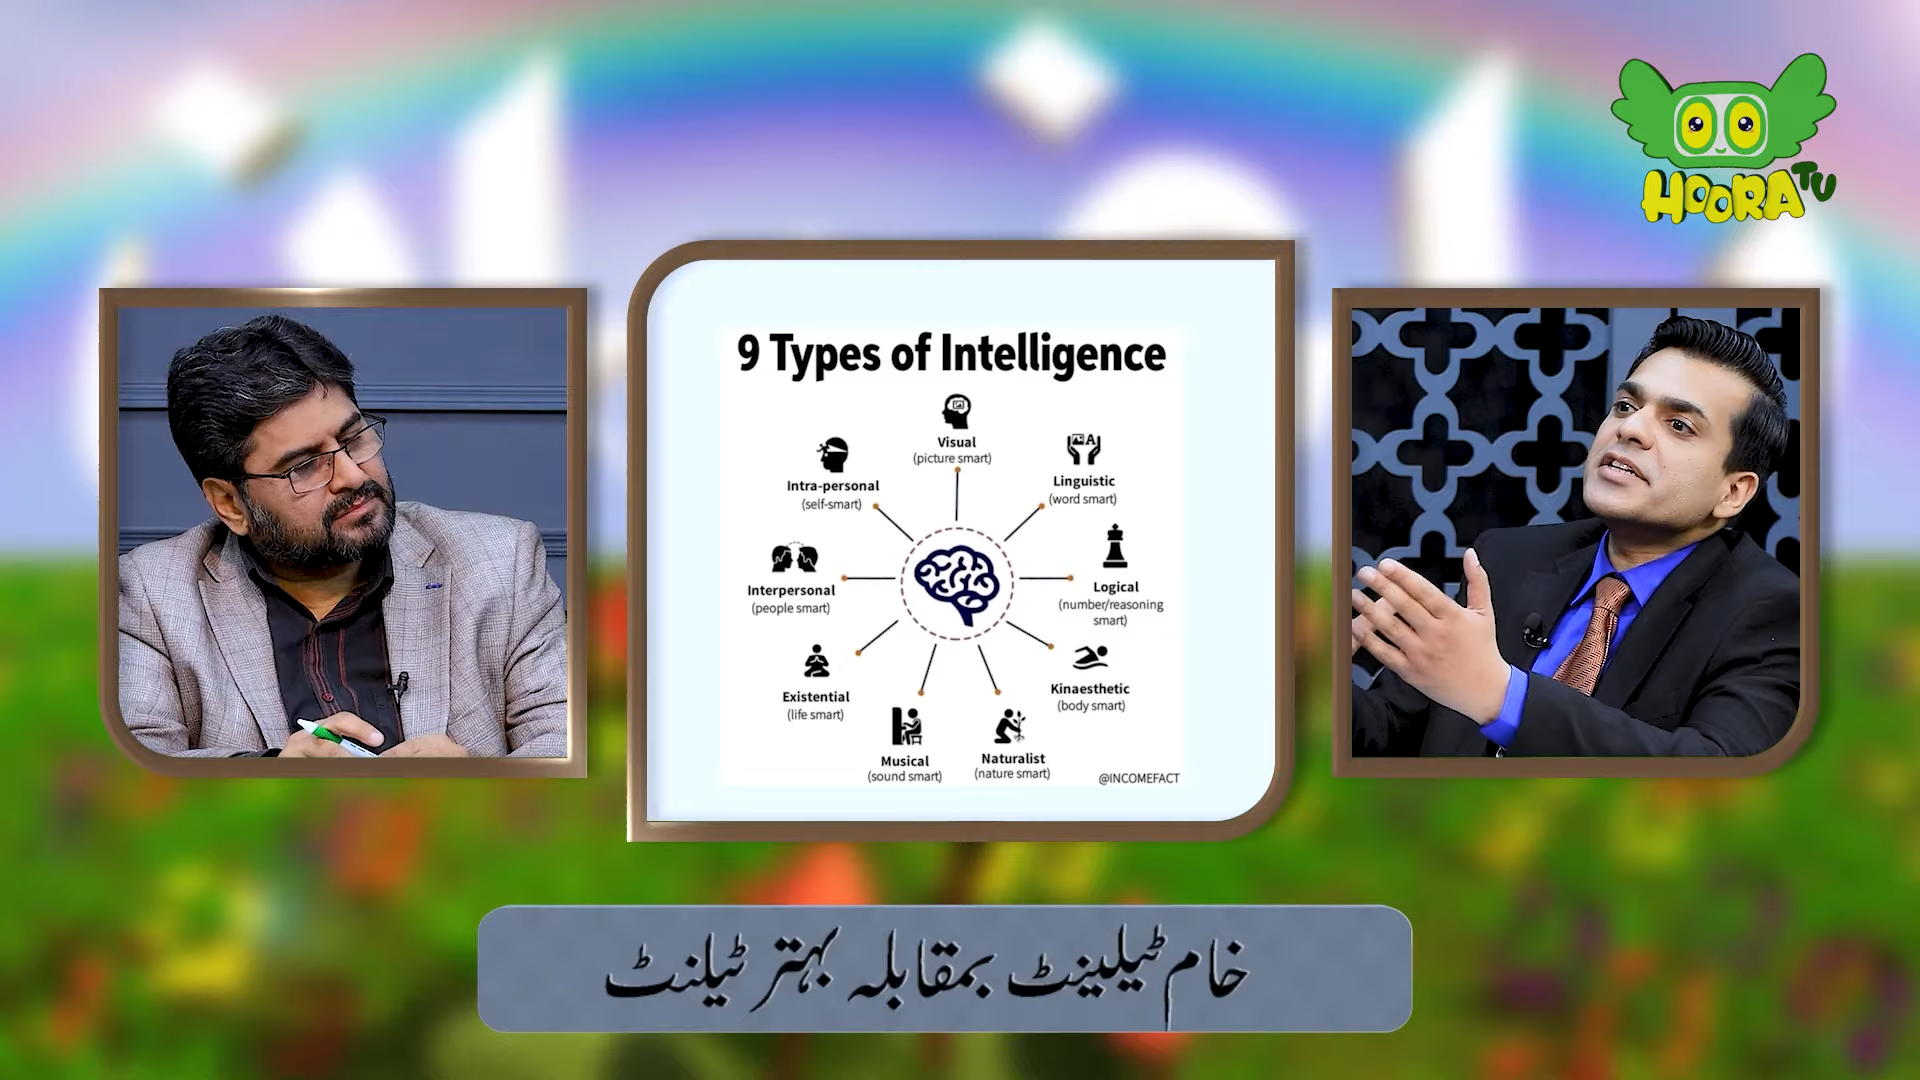 HOORA TV
9 Types of Intelligence
Visual
(picture smart)
Linguistic
(word smart)
Logical
(number/reasoning
smart)
Kinaesthetic
(body smart)
Naturalist
(nature smart)
Musical
(sound smart)
Existential
(life smart)
Interpersonal
(people smart)
Intra-personal
(self-smart)
@INCOMEFACT
خام ٹیلینٹ بمقابلہ بہتر ٹیلنٹ